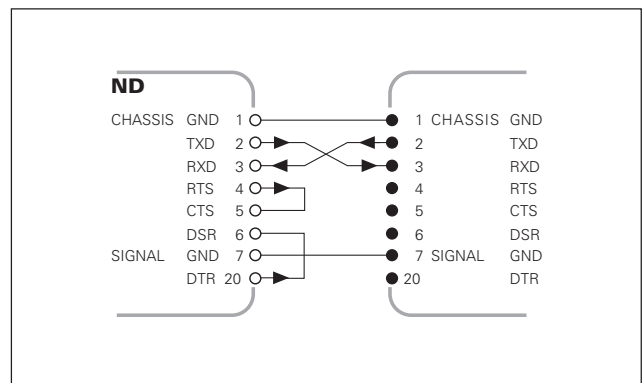 ND
CHASSIS GND 1 1 CHASSIS GND
TXD 2 2 TXD
RXD 3 3 RXD
RTS 4 4 RTS
CTS 5 5 CTS
DSR 6 6 DSR
SIGNAL GND 7 7 SIGNAL GND
DTR 20 20 DTR